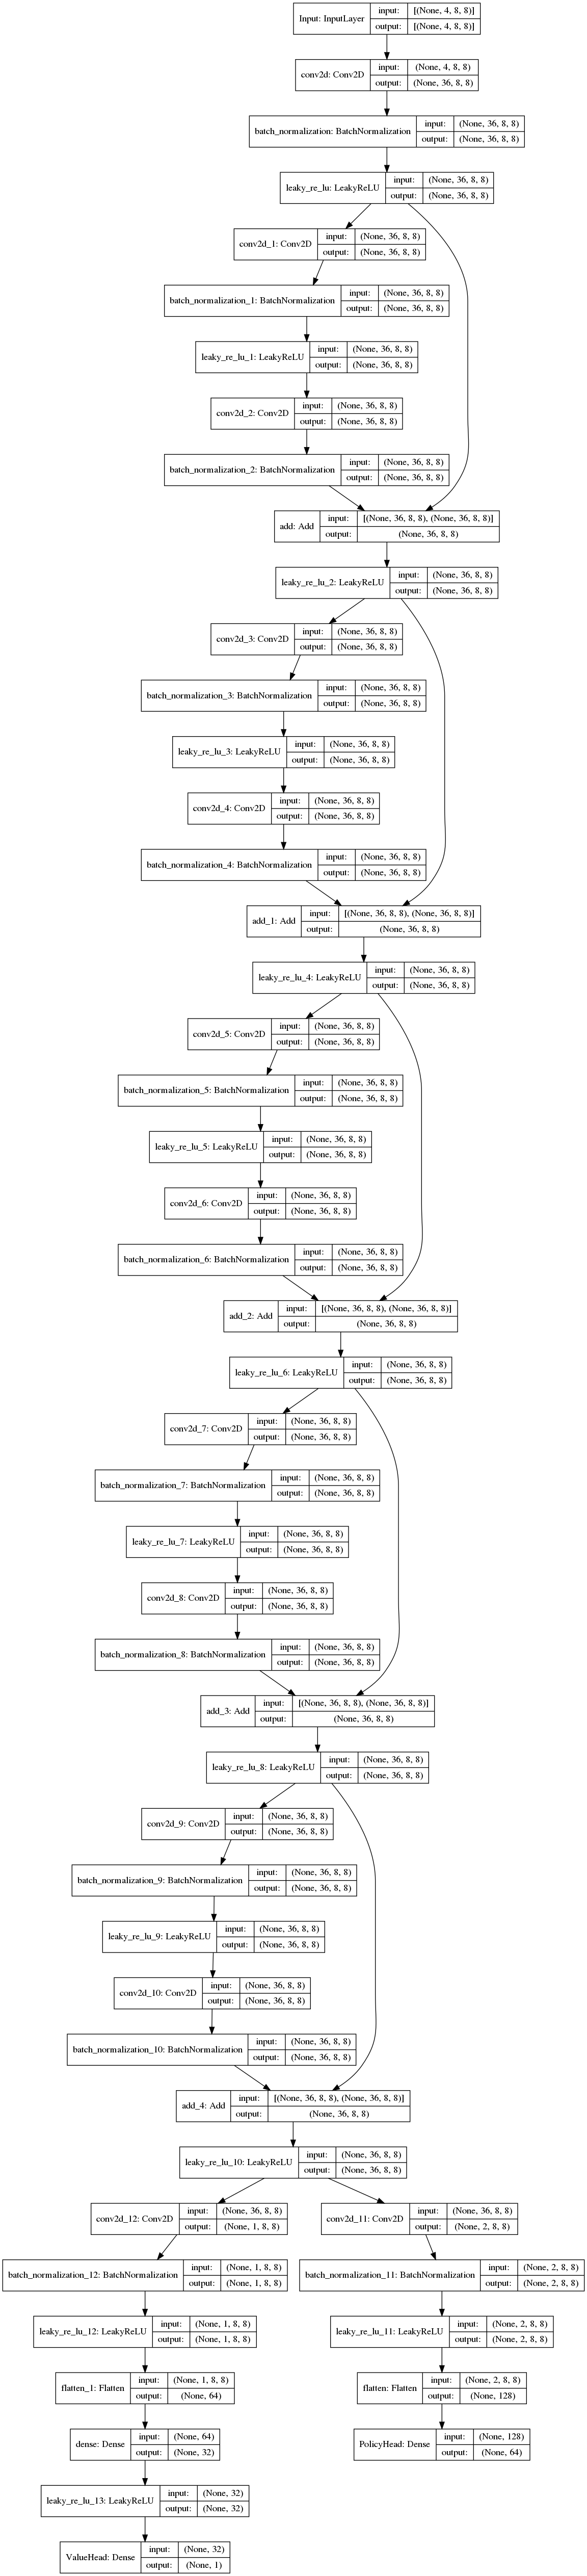 Input: InputLayer
input: [(None, 4, 8, 8)]
output: [(None, 4, 8, 8)]
conv2d: Conv2D
input: (None, 4, 8, 8)
output: (None, 36, 8, 8)
batch_normalization: BatchNormalization
input: (None, 36, 8, 8)
output: (None, 36, 8, 8)
leaky_re_lu: LeakyReLU
input: (None, 36, 8, 8)
output: (None, 36, 8, 8)
conv2d_1: Conv2D
input: (None, 36, 8, 8)
output: (None, 36, 8, 8)
batch_normalization_1: BatchNormalization
input: (None, 36, 8, 8)
output: (None, 36, 8, 8)
leaky_re_lu_1: LeakyReLU
input: (None, 36, 8, 8)
output: (None, 36, 8, 8)
conv2d_2: Conv2D
input: (None, 36, 8, 8)
output: (None, 36, 8, 8)
batch_normalization_2: BatchNormalization
input: (None, 36, 8, 8)
output: (None, 36, 8, 8)
add: Add
input: [(None, 36, 8, 8), (None, 36, 8, 8)]
output: (None, 36, 8, 8)
leaky_re_lu_2: LeakyReLU
input: (None, 36, 8, 8)
output: (None, 36, 8, 8)
conv2d_3: Conv2D
input: (None, 36, 8, 8)
output: (None, 36, 8, 8)
batch_normalization_3: BatchNormalization
input: (None, 36, 8, 8)
output: (None, 36, 8, 8)
leaky_re_lu_3: LeakyReLU
input: (None, 36, 8, 8)
output: (None, 36, 8, 8)
conv2d_4: Conv2D
input: (None, 36, 8, 8)
output: (None, 36, 8, 8)
batch_normalization_4: BatchNormalization
input: (None, 36, 8, 8)
output: (None, 36, 8, 8)
add_1: Add
input: [(None, 36, 8, 8), (None, 36, 8, 8)]
output: (None, 36, 8, 8)
leaky_re_lu_4: LeakyReLU
input: (None, 36, 8, 8)
output: (None, 36, 8, 8)
conv2d_5: Conv2D
input: (None, 36, 8, 8)
output: (None, 36, 8, 8)
batch_normalization_5: BatchNormalization
input: (None, 36, 8, 8)
output: (None, 36, 8, 8)
leaky_re_lu_5: LeakyReLU
input: (None, 36, 8, 8)
output: (None, 36, 8, 8)
conv2d_6: Conv2D
input: (None, 36, 8, 8)
output: (None, 36, 8, 8)
batch_normalization_6: BatchNormalization
input: (None, 36, 8, 8)
output: (None, 36, 8, 8)
add_2: Add
input: [(None, 36, 8, 8), (None, 36, 8, 8)]
output: (None, 36, 8, 8)
leaky_re_lu_6: LeakyReLU
input: (None, 36, 8, 8)
output: (None, 36, 8, 8)
conv2d_7: Conv2D
input: (None, 36, 8, 8)
output: (None, 36, 8, 8)
batch_normalization_7: BatchNormalization
input: (None, 36, 8, 8)
output: (None, 36, 8, 8)
leaky_re_lu_7: LeakyReLU
input: (None, 36, 8, 8)
output: (None, 36, 8, 8)
conv2d_8: Conv2D
input: (None, 36, 8, 8)
output: (None, 36, 8, 8)
batch_normalization_8: BatchNormalization
input: (None, 36, 8, 8)
output: (None, 36, 8, 8)
add_3: Add
input: [(None, 36, 8, 8), (None, 36, 8, 8)]
output: (None, 36, 8, 8)
leaky_re_lu_8: LeakyReLU
input: (None, 36, 8, 8)
output: (None, 36, 8, 8)
conv2d_9: Conv2D
input: (None, 36, 8, 8)
output: (None, 36, 8, 8)
batch_normalization_9: BatchNormalization
input: (None, 36, 8, 8)
output: (None, 36, 8, 8)
leaky_re_lu_9: LeakyReLU
input: (None, 36, 8, 8)
output: (None, 36, 8, 8)
conv2d_10: Conv2D
input: (None, 36, 8, 8)
output: (None, 36, 8, 8)
batch_normalization_10: BatchNormalization
input: (None, 36, 8, 8)
output: (None, 36, 8, 8)
add_4: Add
input: [(None, 36, 8, 8), (None, 36, 8, 8)]
output: (None, 36, 8, 8)
leaky_re_lu_10: LeakyReLU
input: (None, 36, 8, 8)
output: (None, 36, 8, 8)
conv2d_12: Conv2D
input: (None, 36, 8, 8)
output: (None, 1, 8, 8)
conv2d_11: Conv2D
input: (None, 36, 8, 8)
output: (None, 2, 8, 8)
batch_normalization_12: BatchNormalization
input: (None, 1, 8, 8)
output: (None, 1, 8, 8)
batch_normalization_11: BatchNormalization
input: (None, 2, 8, 8)
output: (None, 2, 8, 8)
leaky_re_lu_12: LeakyReLU
input: (None, 1, 8, 8)
output: (None, 1, 8, 8)
leaky_re_lu_11: LeakyReLU
input: (None, 2, 8, 8)
output: (None, 2, 8, 8)
flatten_1: Flatten
input: (None, 1, 8, 8)
output: (None, 64)
flatten: Flatten
input: (None, 2, 8, 8)
output: (None, 128)
dense: Dense
input: (None, 64)
output: (None, 32)
PolicyHead: Dense
input: (None, 128)
output: (None, 64)
leaky_re_lu_13: LeakyReLU
input: (None, 32)
output: (None, 32)
ValueHead: Dense
input: (None, 32)
output: (None, 1)